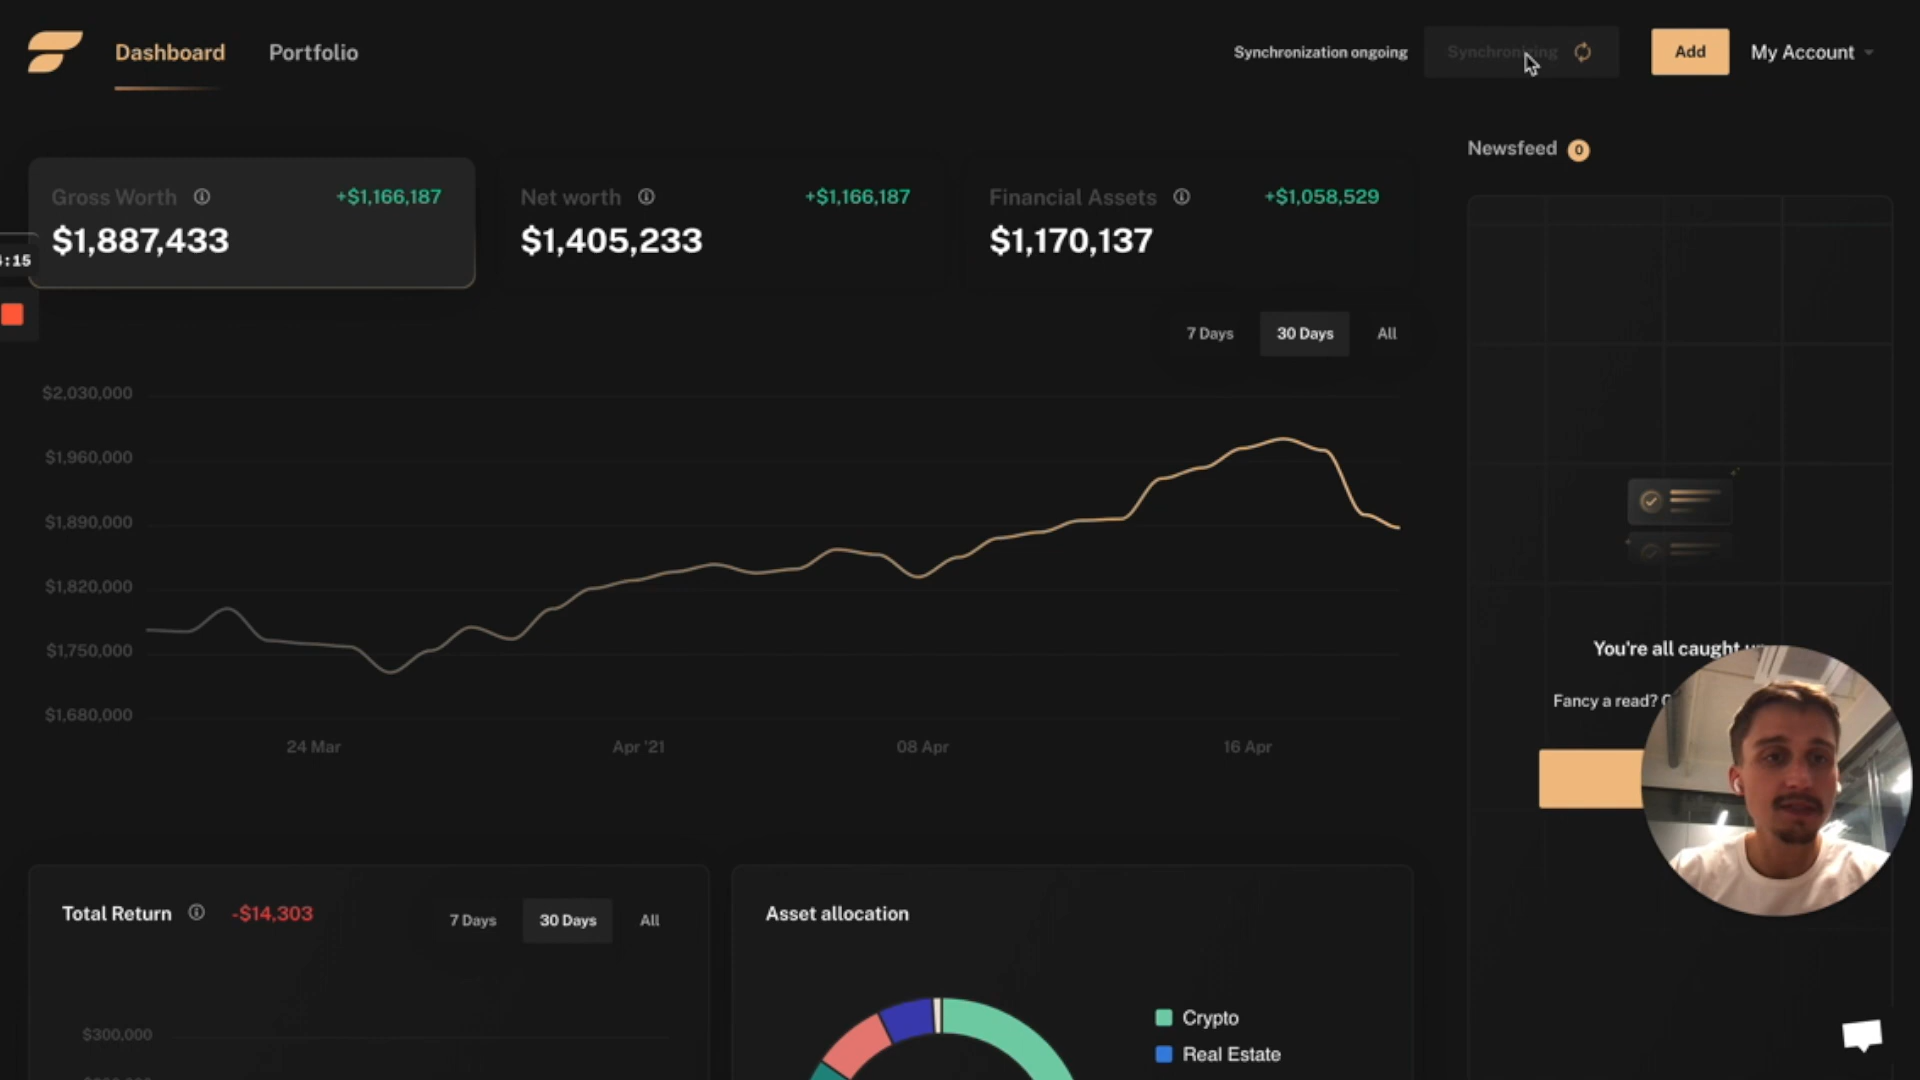 Dashboard
Portfolio
Synchronization ongoing
Synchronizing
Add
My Account
Newsfeed 0
Gross Worth
+$1,166,187
$1,887,433
Net worth
+$1,166,187
$1,405,233
Financial Assets
+$1,058,529
$1,170,137
:15
7 Days
30 Days
All
$2,030,000
$1,960,000
$1,890,000
$1,820,000
$1,750,000
$1,680,000
24 Mar
Apr '21
08 Apr
16 Apr
You're all caught
Fancy a read?
Total Return
-$14,303
7 Days
30 Days
All
$300,000
Asset allocation
Crypto
Real Estate